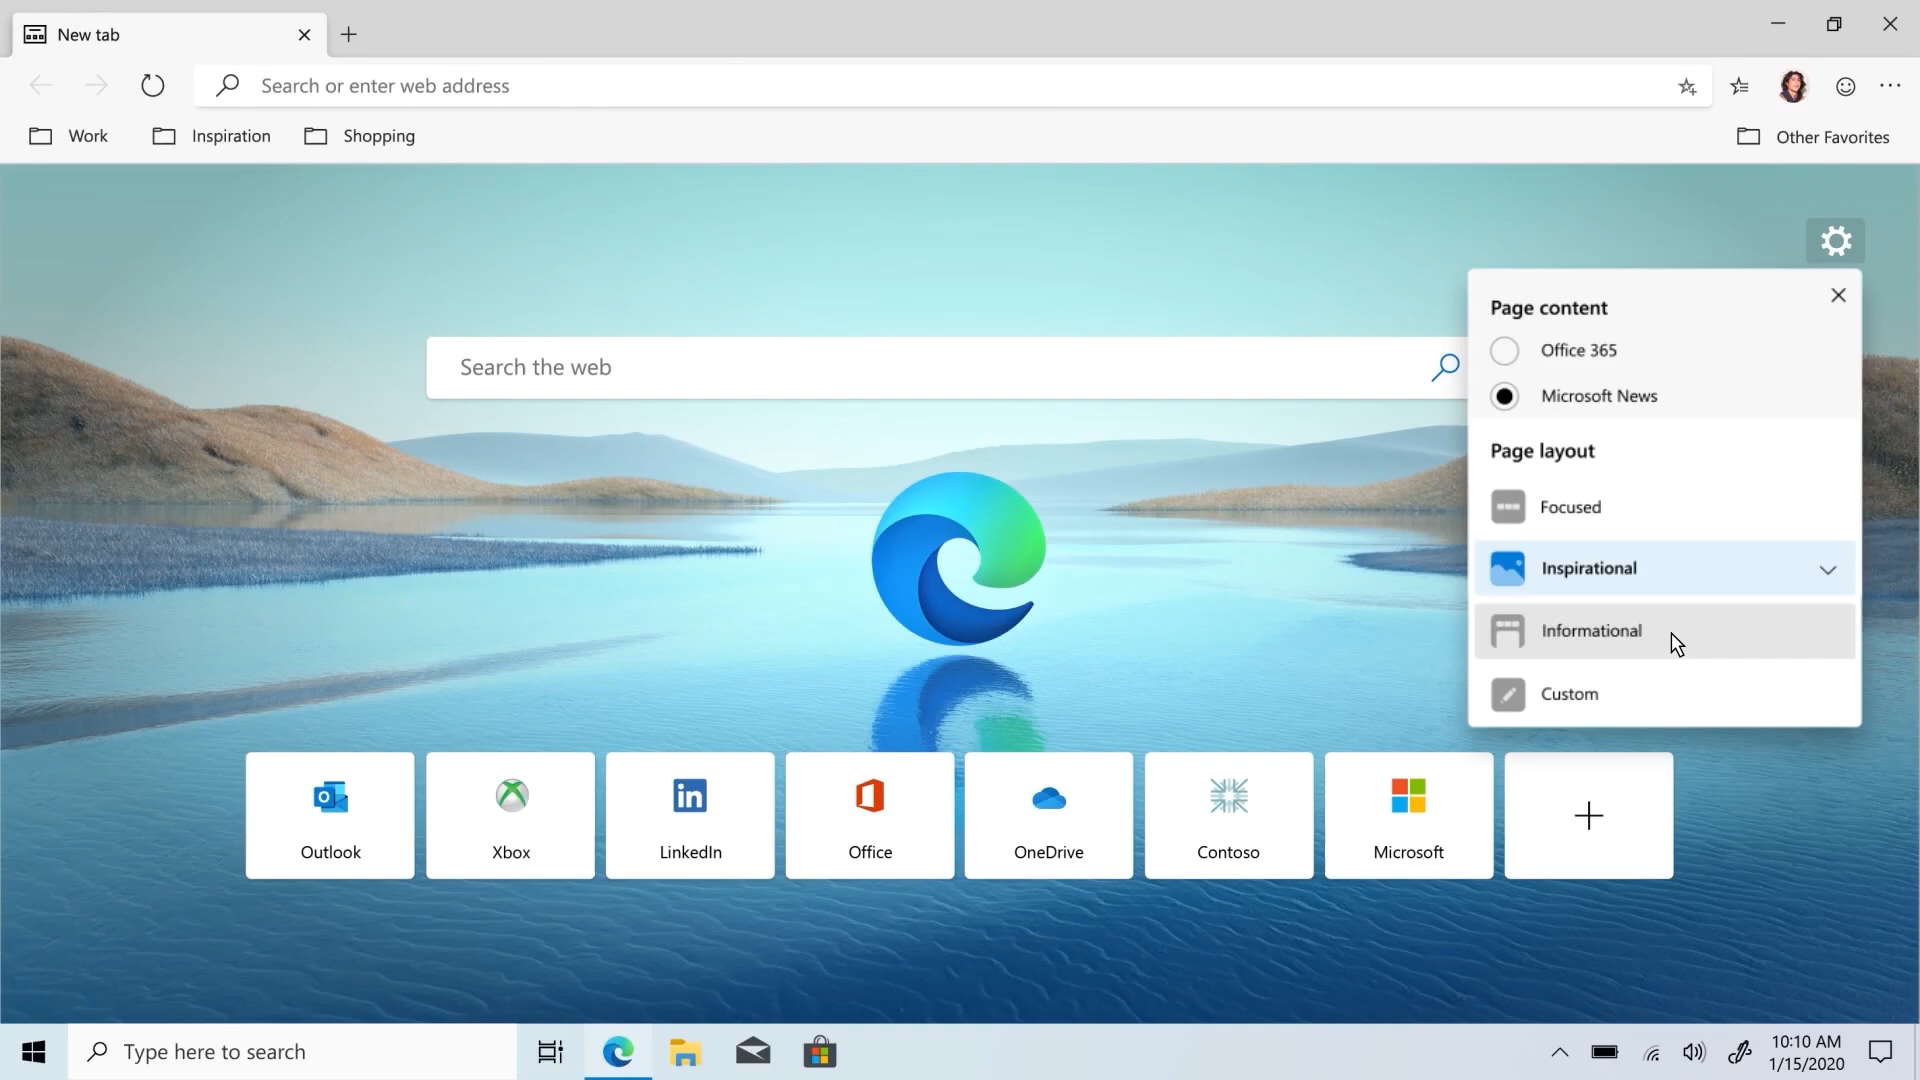 New tab
Search or enter web address
Work
Inspiration
Shopping
Other Favorites
Page content
Office 365
Microsoft News
Search the web
Page layout
Focused
Inspirational
Informational
Custom
Outlook
Xbox
LinkedIn
Office
OneDrive
Contoso
Microsoft
Type here to search
10:10 AM
1/15/2020